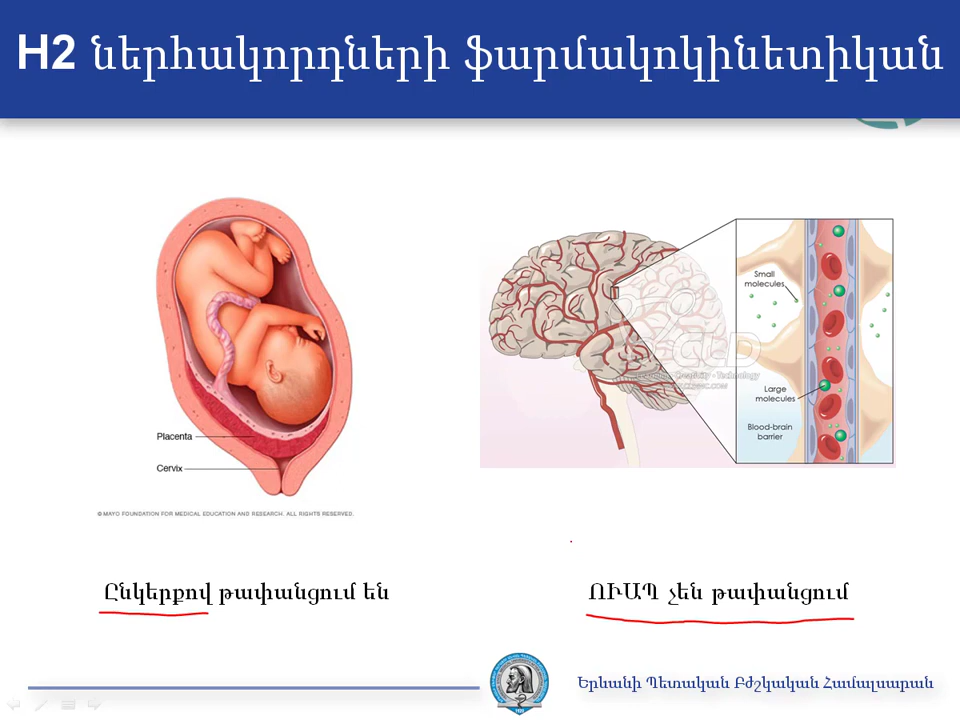 H2 ներհակորդների ֆարմակոկինետիկան
Placenta
Cervix
© MAYO FOUNDATION FOR MEDICAL EDUCATION AND RESEARCH. ALL RIGHTS RESERVED.
Small
molecules
Large
molecules
Blood-brain
barrier
Ընկերքով թափանցում են
ՈՒԱՊ չեն թափանցում
Երևանի Պետական Բժշկական Համալսարան